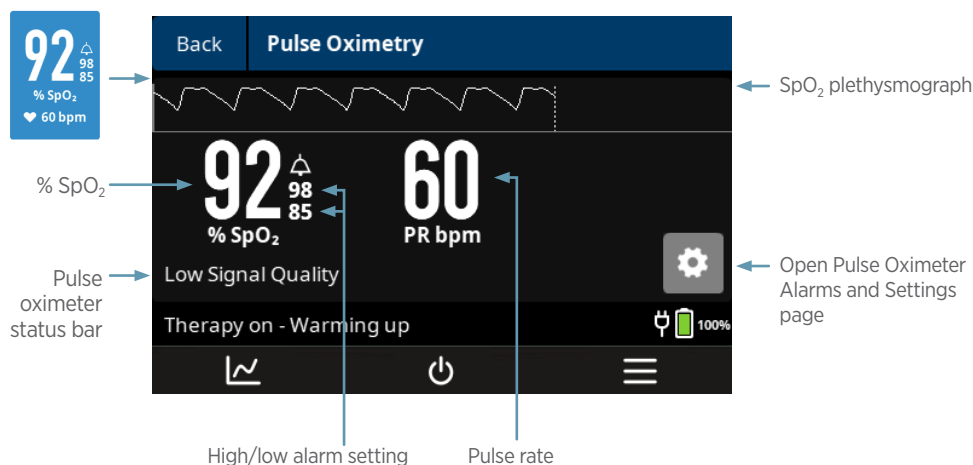 92
98
85
% SpO₂
60 bpm
Back Pulse Oximetry
SpO₂ plethysmograph
% SpO₂
92
98
85
% SpO₂
60
PR bpm
Pulse
oximeter
status bar
Low Signal Quality
Open Pulse Oximeter
Alarms and Settings
page
Therapy on - Warming up 100%
High/low alarm setting
Pulse rate